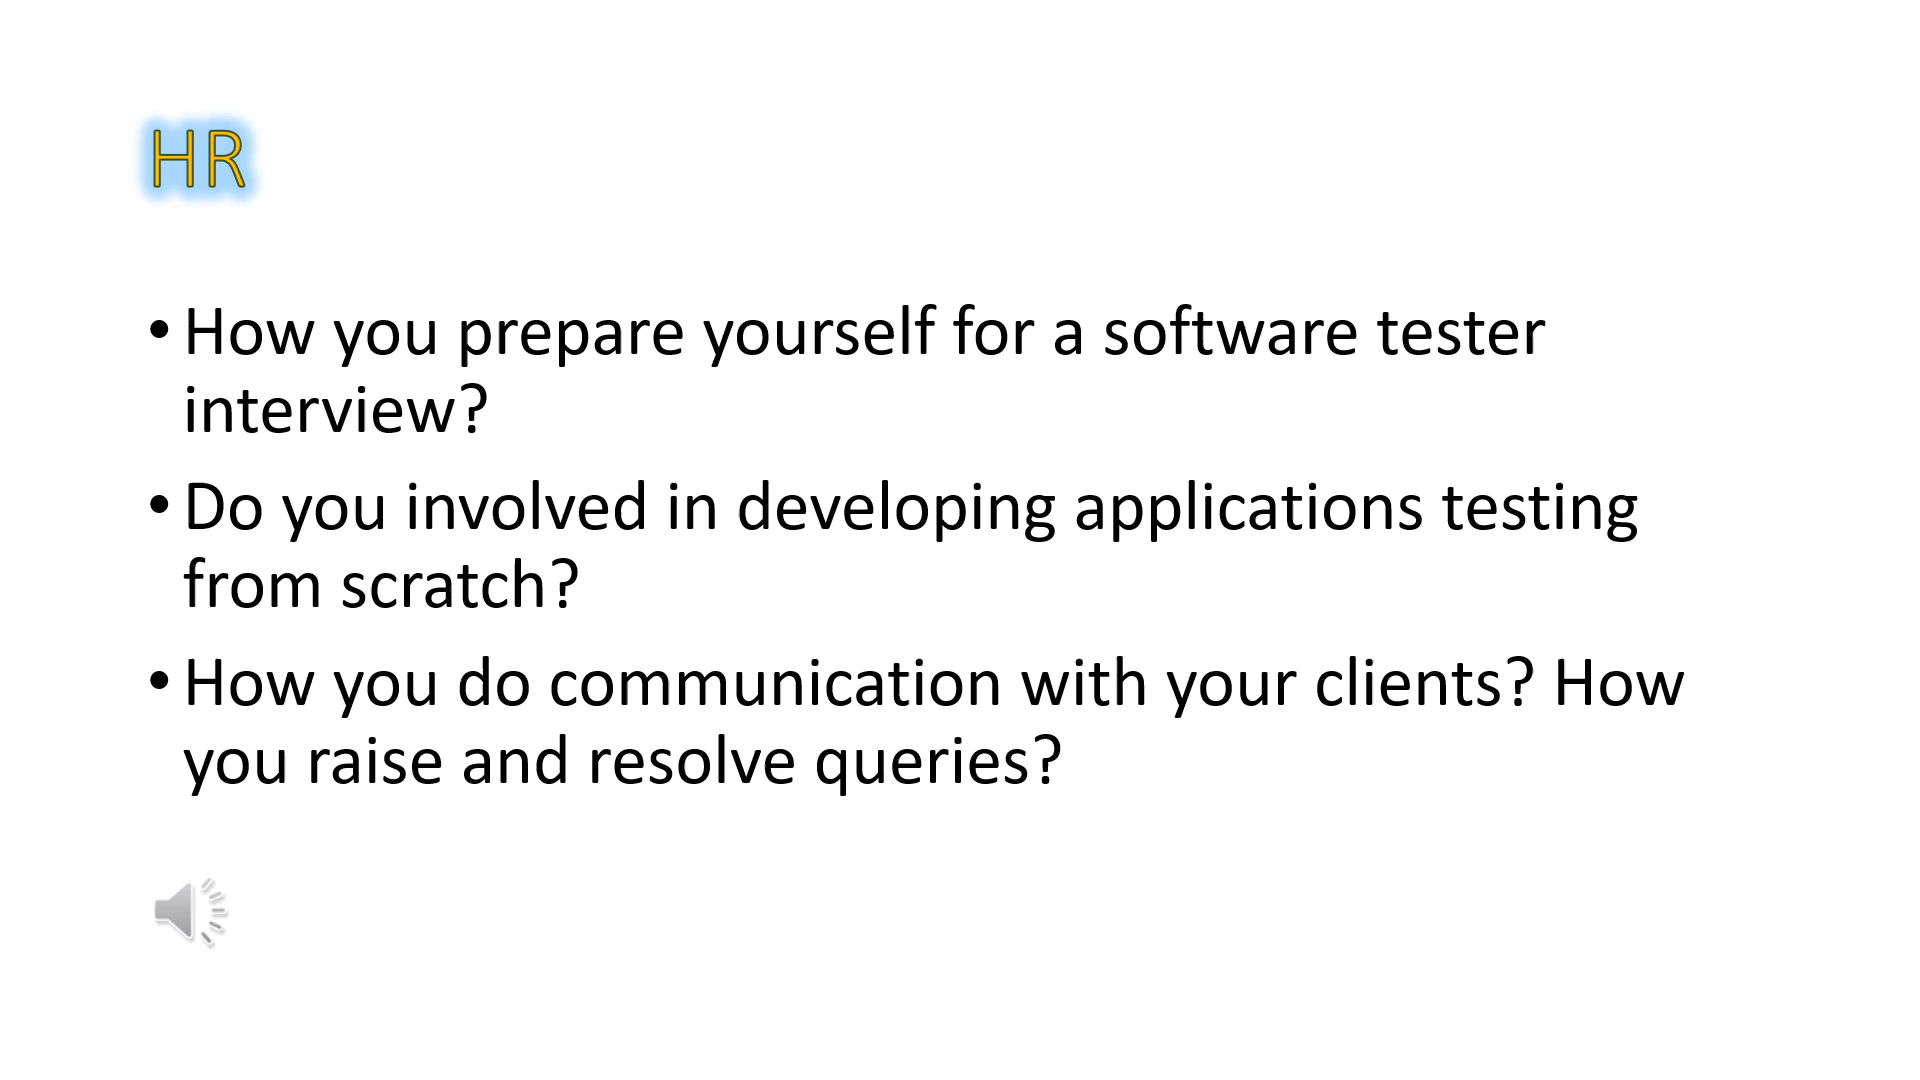 HR
• How you prepare yourself for a software tester
interview?
• Do you involved in developing applications testing
from scratch?
• How you do communication with your clients? How
you raise and resolve queries?